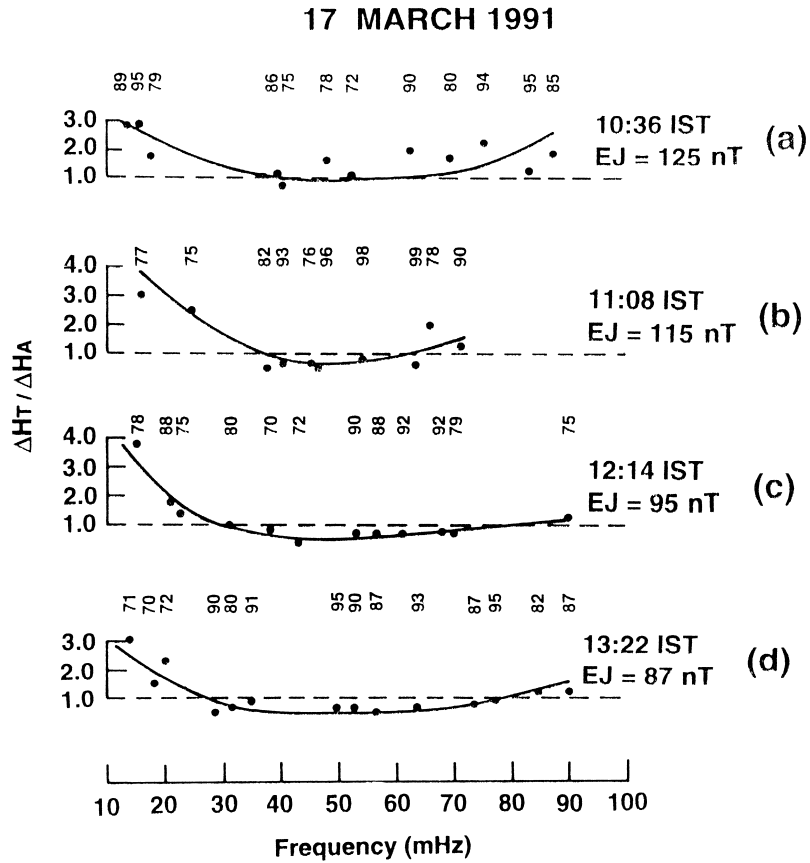 17 MARCH 1991
89 95 79 86 75 78 72 90 80 94 95 85
3.0
2.0
1.0
10:36 IST
EJ = 125 nT
(a)
77 75 82 93 76 96 98 99 78 90
4.0
3.0
2.0
1.0
11:08 IST
EJ = 115 nT
(b)
ΔHT / ΔHA
78 88 75 80 70 72 90 88 92 92 79 75
4.0
3.0
2.0
1.0
12:14 IST
EJ = 95 nT
(c)
71 70 72 90 80 91 95 90 87 93 87 95 82 87
3.0
2.0
1.0
13:22 IST
EJ = 87 nT
(d)
10 20 30 40 50 60 70 80 90 100
Frequency (mHz)